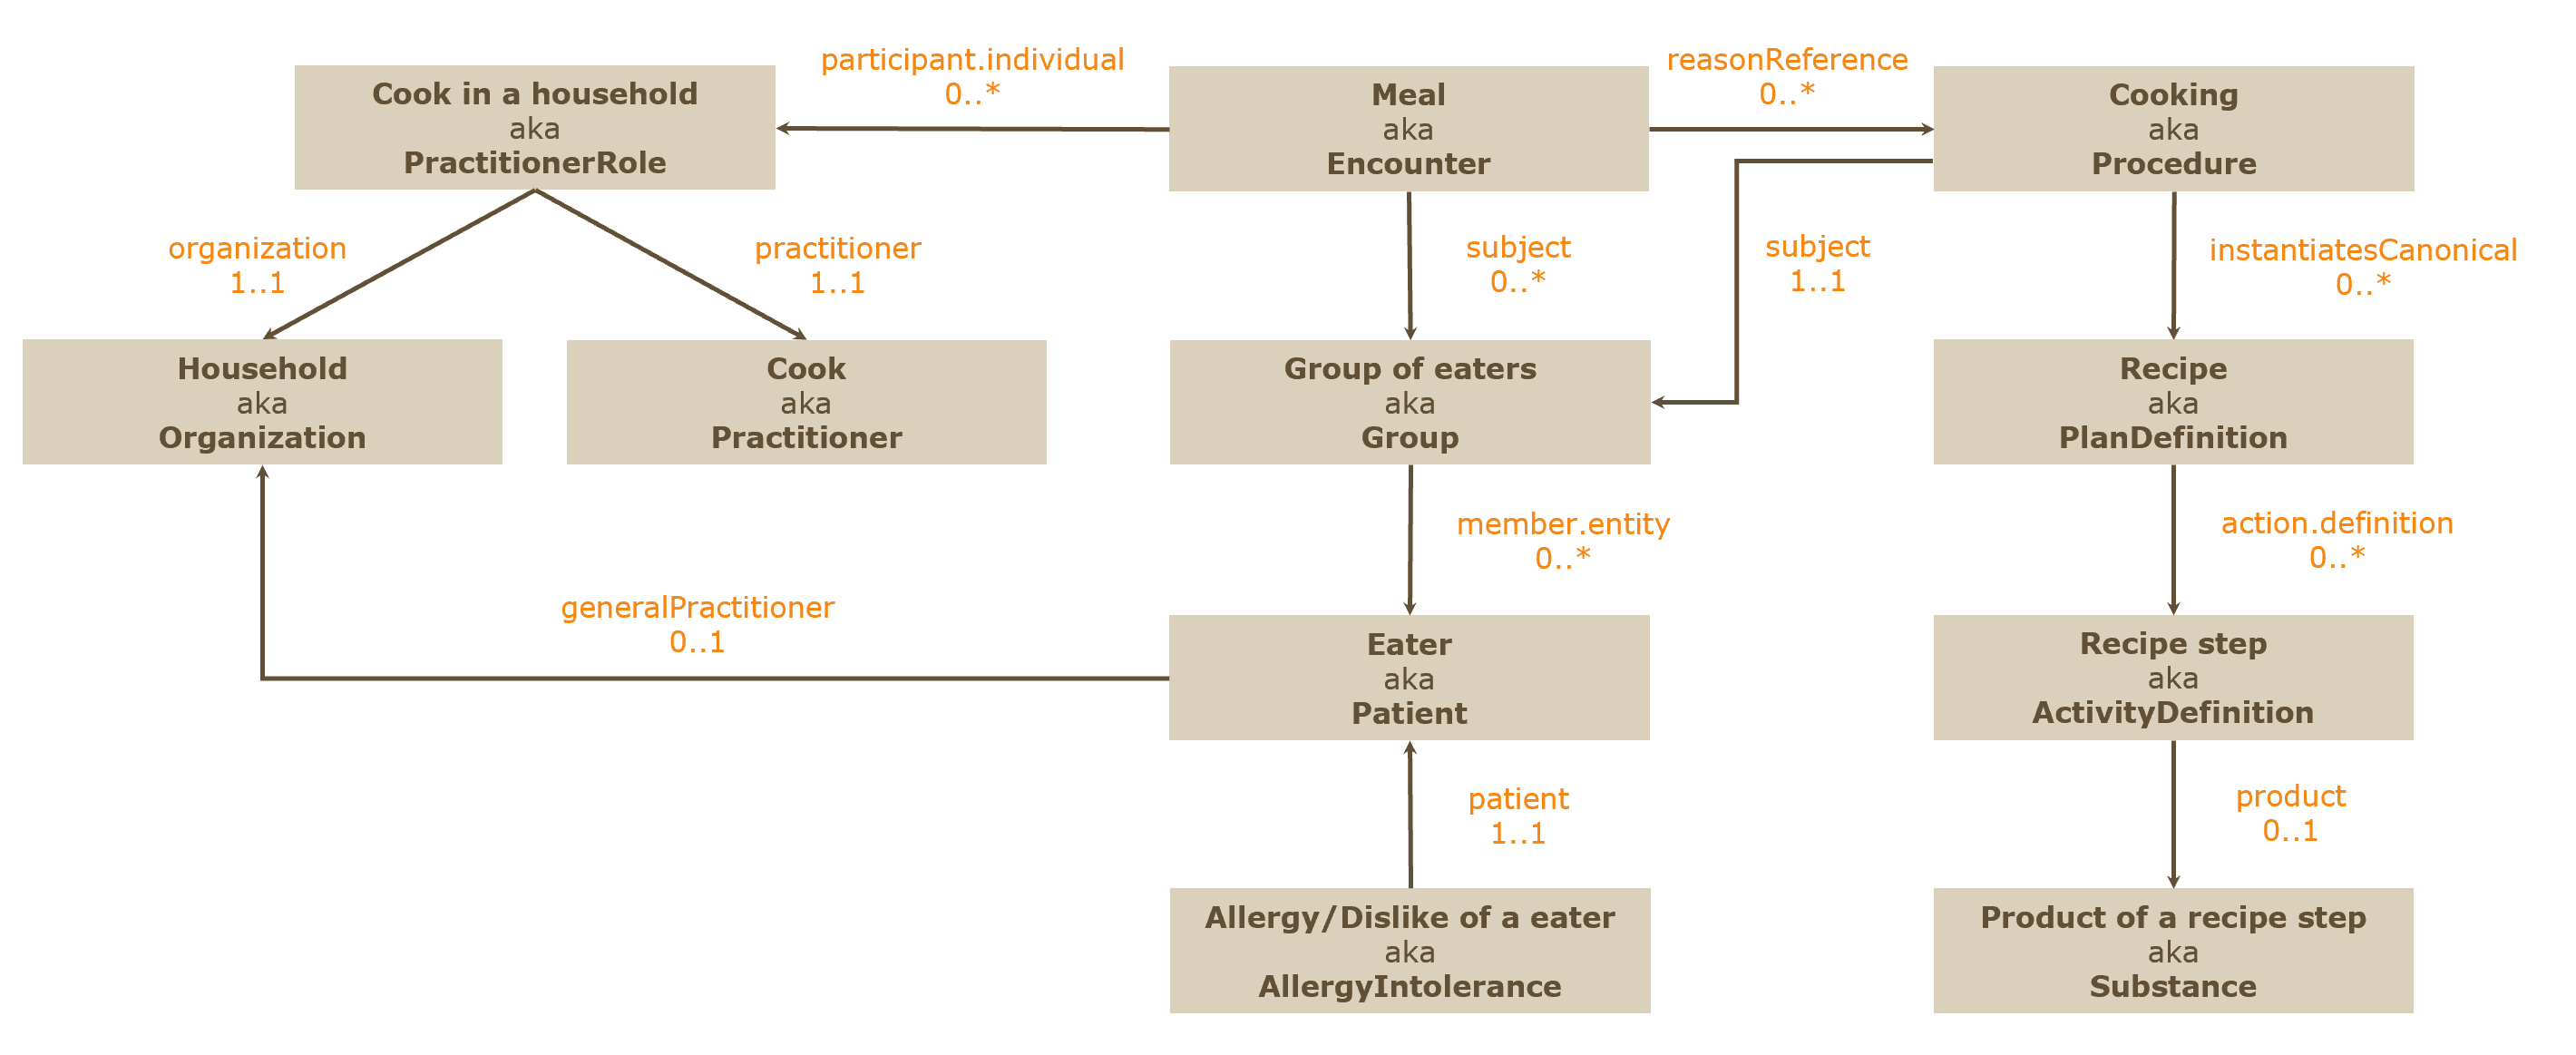 participant.individual
0..*
reasonReference
0..*
Cook in a household
aka
PractitionerRole
Meal
aka
Encounter
Cooking
aka
Procedure
organization
1..1
practitioner
1..1
subject
0..*
subject
1..1
instantiatesCanonical
0..*
Household
aka
Organization
Cook
aka
Practitioner
Group of eaters
aka
Group
Recipe
aka
PlanDefinition
member.entity
0..*
action.definition
0..*
generalPractitioner
0..1
Eater
aka
Patient
Recipe step
aka
ActivityDefinition
patient
1..1
product
0..1
Allergy/Dislike of a eater
aka
AllergyIntolerance
Product of a recipe step
aka
Substance